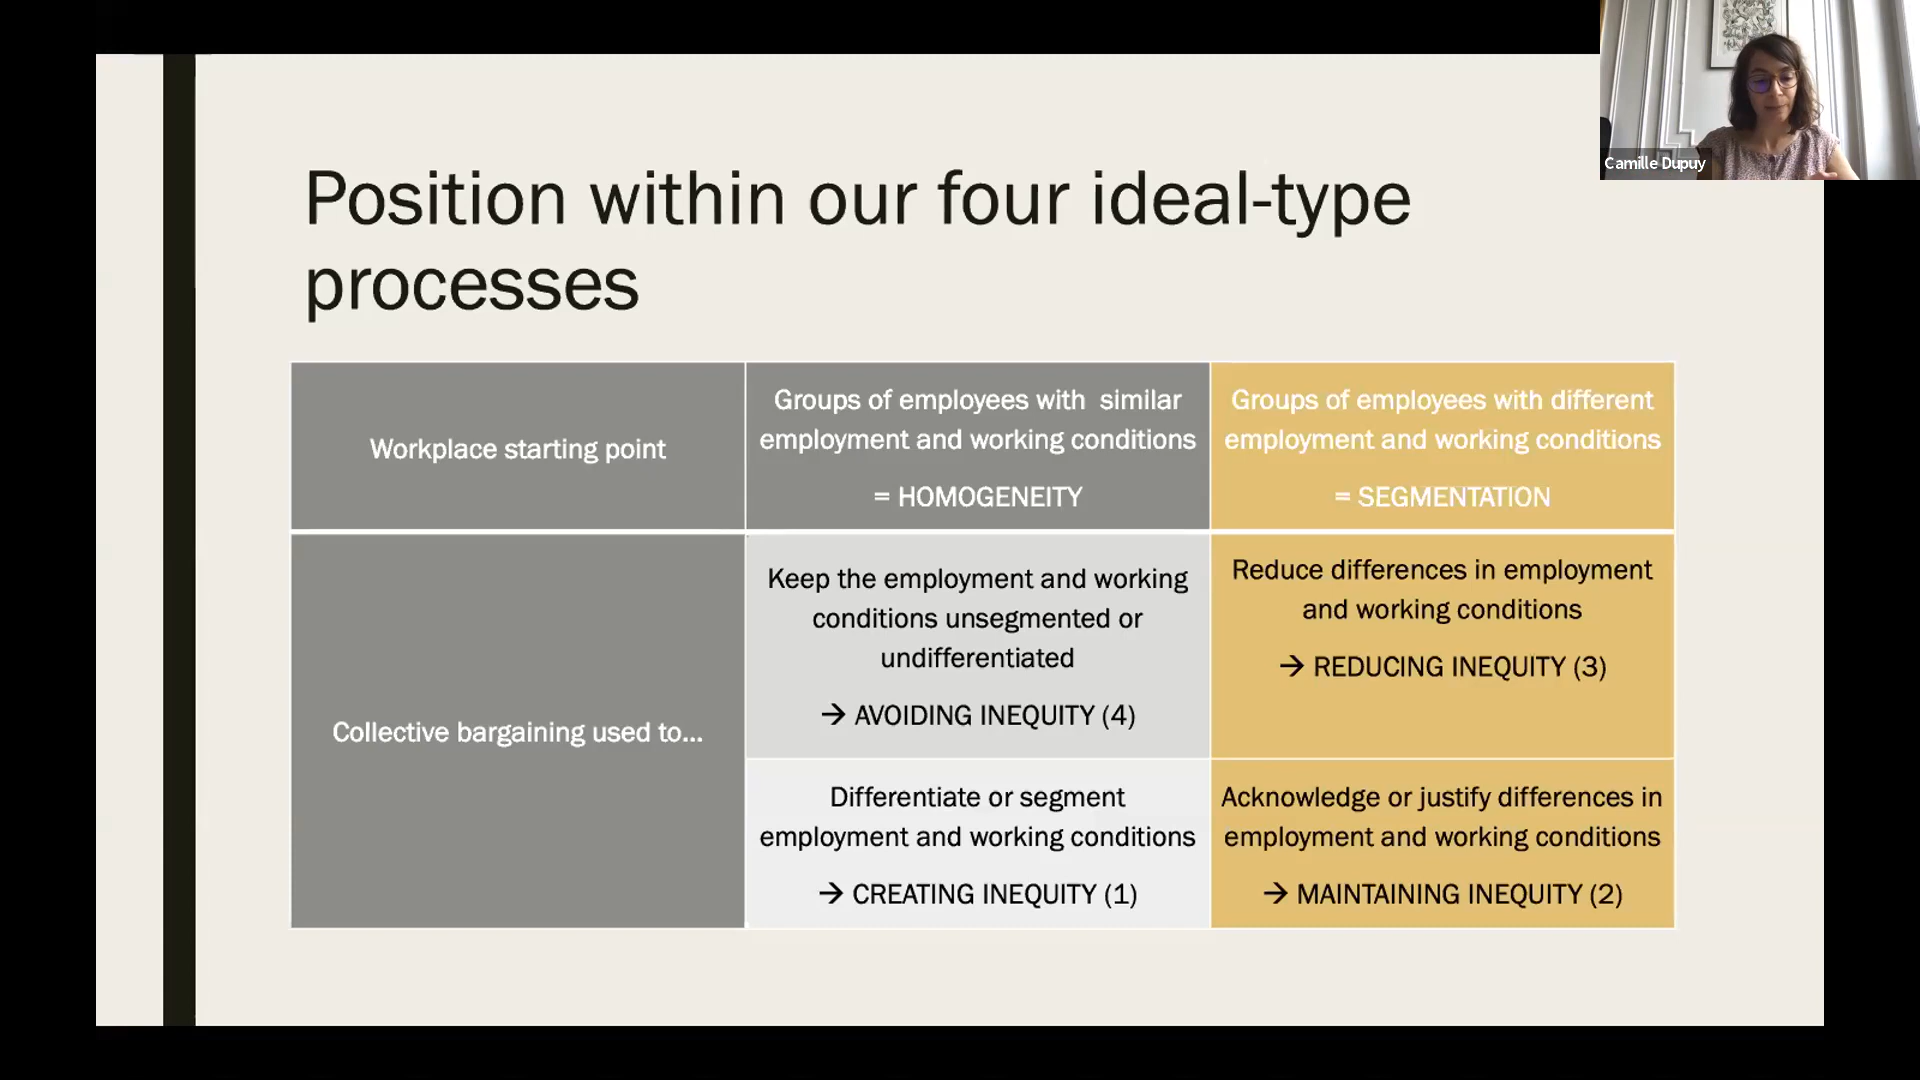 Camille Dupuy
Position within our four ideal-type
processes
Workplace starting point
Groups of employees with  similar
employment and working conditions
= HOMOGENEITY
Groups of employees with different
employment and working conditions
= SEGMENTATION
Collective bargaining used to...
Keep the employment and working
conditions unsegmented or
undifferentiated
→ AVOIDING INEQUITY (4)
Reduce differences in employment
and working conditions
→ REDUCING INEQUITY (3)
Differentiate or segment
employment and working conditions
→ CREATING INEQUITY (1)
Acknowledge or justify differences in
employment and working conditions
→ MAINTAINING INEQUITY (2)